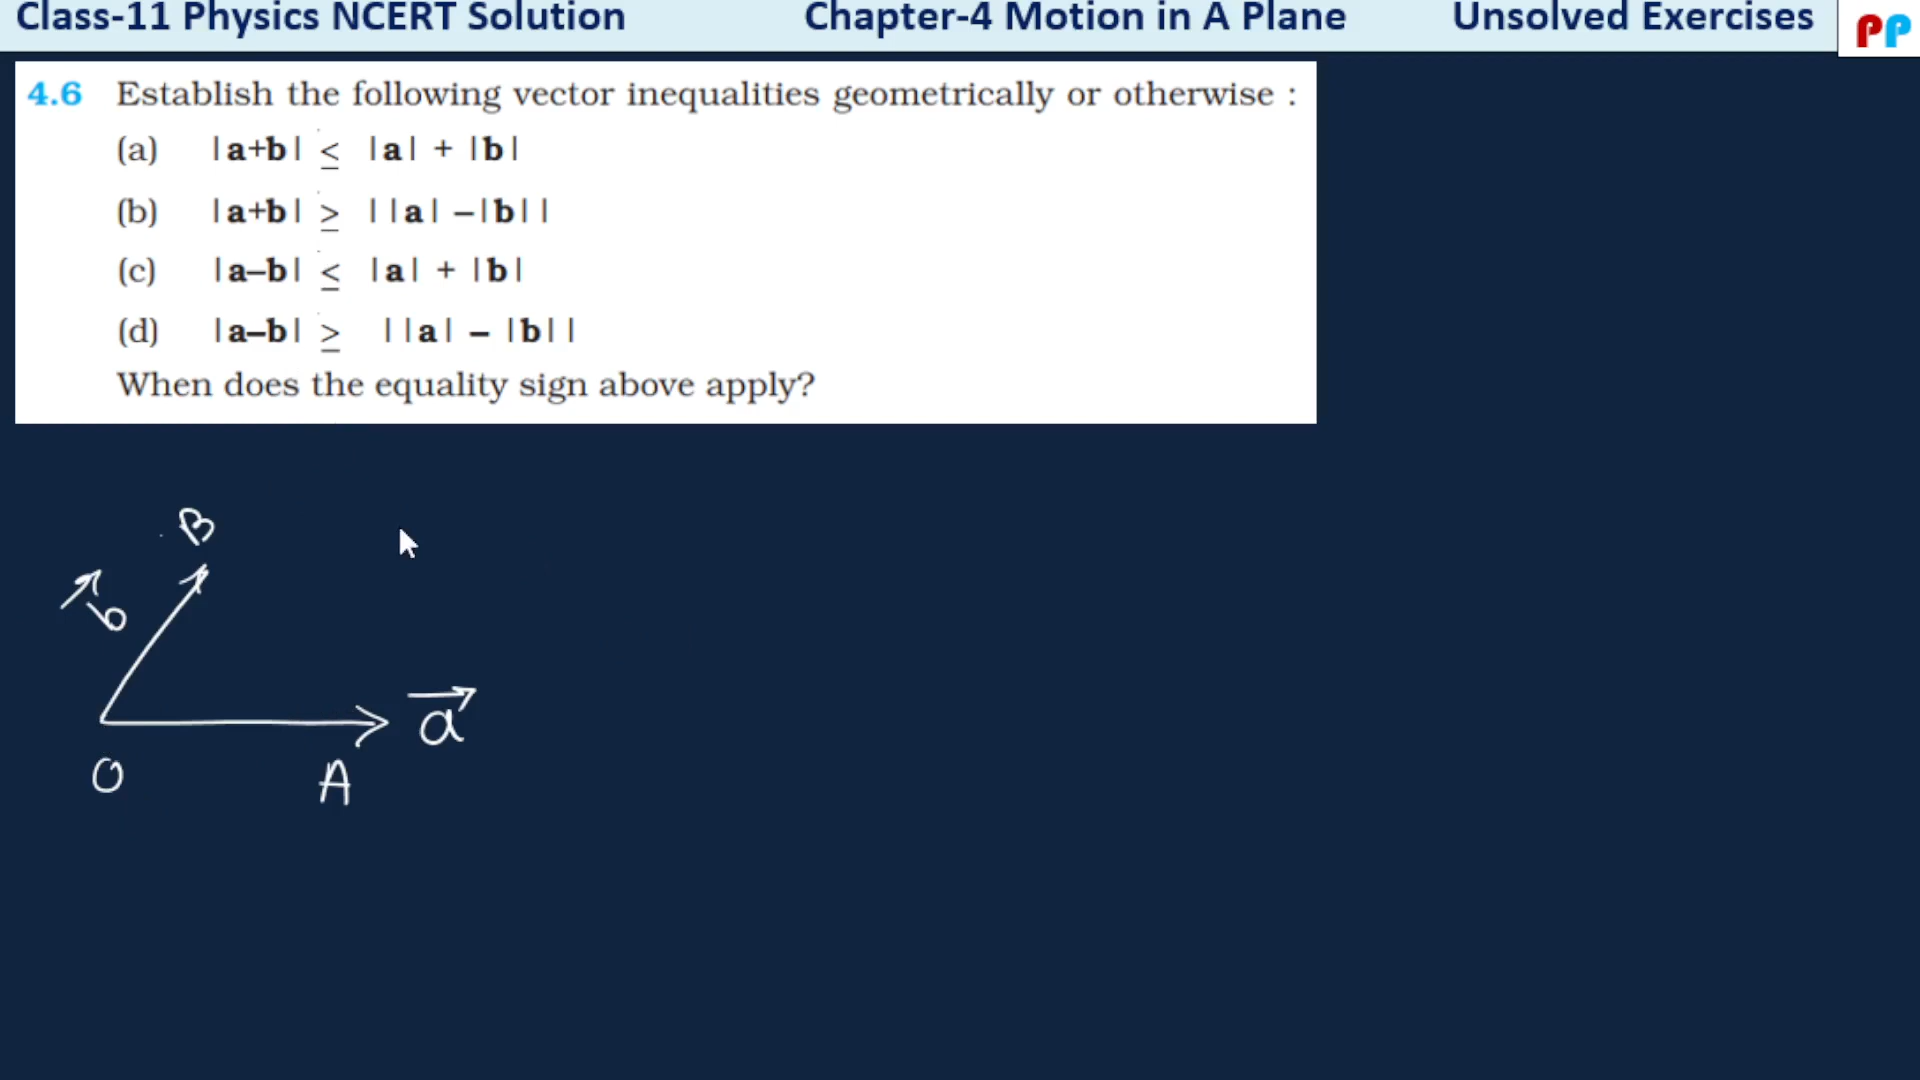 Class-11 Physics NCERT Solution Chapter-4 Motion in A Plane Unsolved Exercises PP
4.6 Establish the following vector inequalities geometrically or otherwise :
(a) |a+b| ≤ |a| + |b|
(b) |a+b| ≥ ||a| −|b||
(c) |a−b| ≤ |a| + |b|
(d) |a−b| ≥ ||a| − |b||
When does the equality sign above apply?
B
b
a
O A